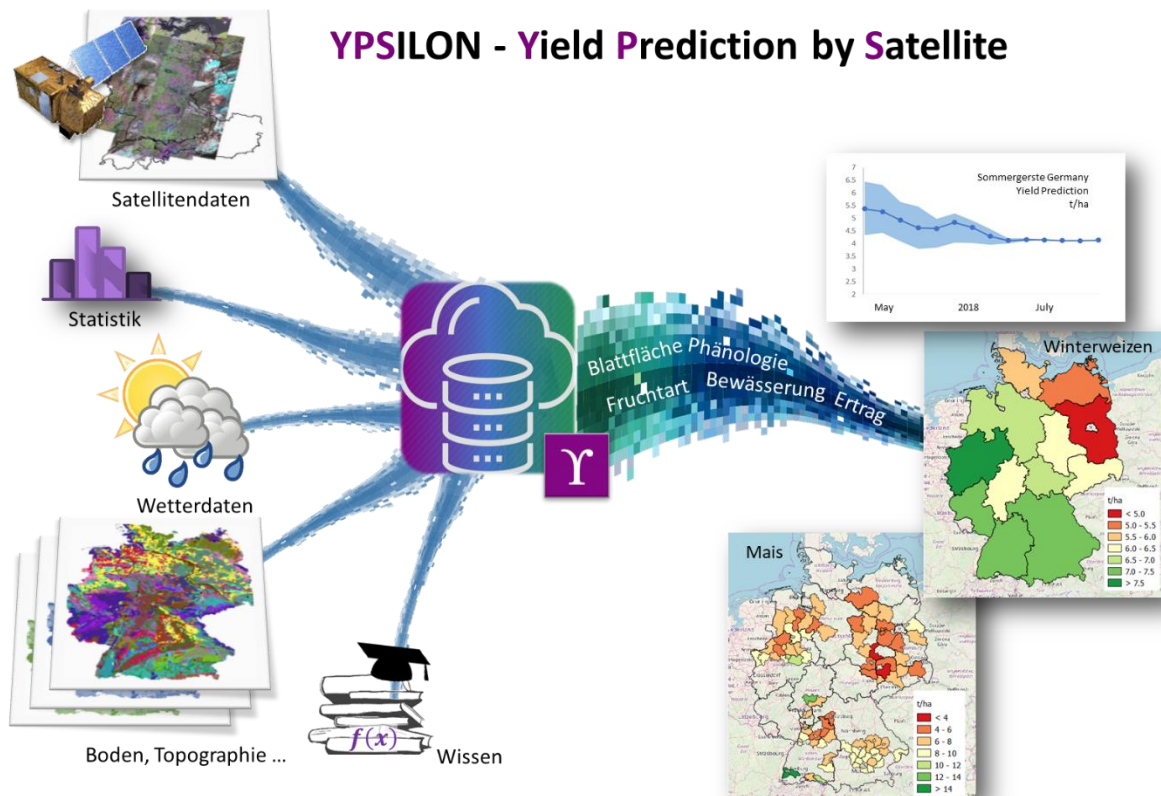 YPSILON - Yield Prediction by Satellite
Satellitendaten
Statistik
Wetterdaten
Boden, Topographie ...
f(x)
Wissen
Blattfläche Phänologie
Fruchtart Bewässerung Ertrag
ϒ
Sommergerste Germany
Yield Prediction
t/ha
7
6.5
6
5.5
5
4.5
4
3.5
3
2.5
2
May 2018 July
Winterweizen
t/ha
< 5.0
5.0 - 5.5
5.5 - 6.0
6.0 - 6.5
6.5 - 7.0
7.0 - 7.5
> 7.5
Mais
t/ha
< 4
4 - 6
6 - 8
8 - 10
10 - 12
12 - 14
> 14